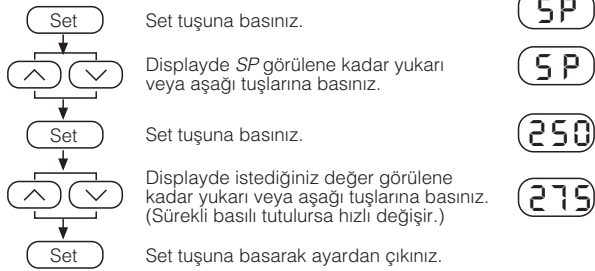 Set
Set tuşuna basınız.
SP
Displayde SP görülene kadar yukarı
veya aşağı tuşlarına basınız.
SP
Set
Set tuşuna basınız.
250
Displayde istediğiniz değer görülene
kadar yukarı veya aşağı tuşlarına basınız.
(Sürekli basılı tutulursa hızlı değişir.)
275
Set
Set tuşuna basarak ayardan çıkınız.